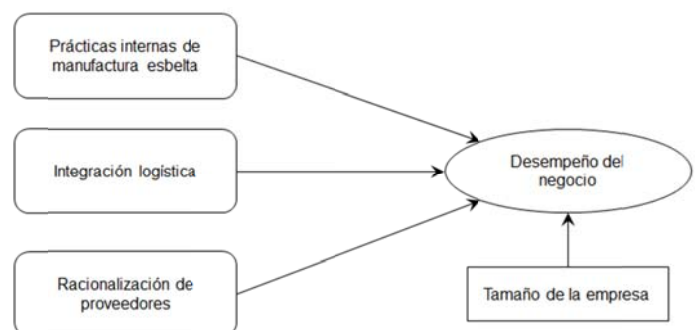 Prácticas internas de
manufactura esbelta
Integración logística
Desempeño del
negocio
Racionalización de
proveedores
Tamaño de la empresa